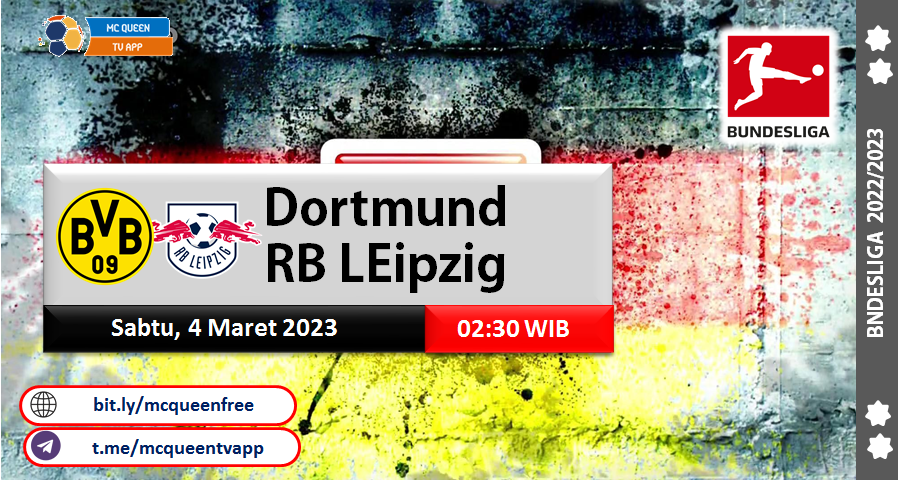 MC QUEEN
TV APP
BUNDESLIGA
BVB
09
RB LEIPZIG
Dortmund
RB LEipzig
Sabtu, 4 Maret 2023
02:30 WIB
bit.ly/mcqueenfree
t.me/mcqueentvapp
BNDESLIGA 2022/2023